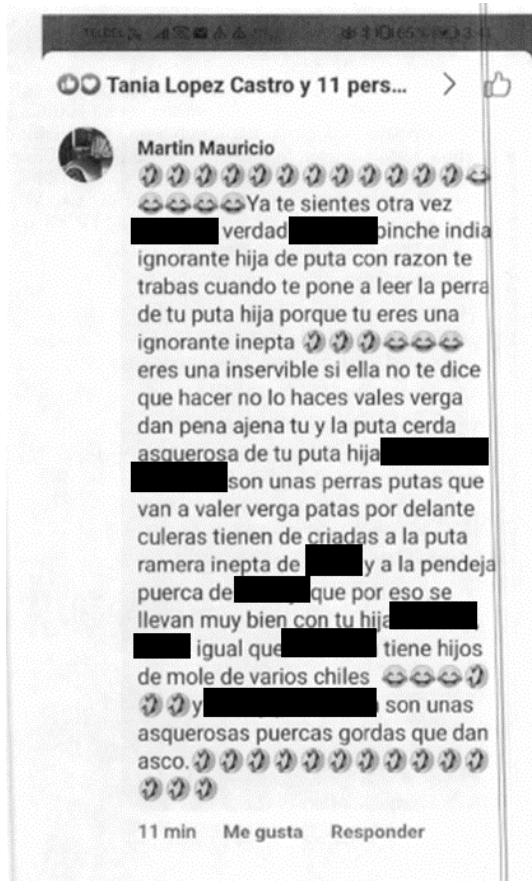 Tania Lopez Castro y 11 pers...
Martin Mauricio
🤣🤣🤣🤣🤣🤣🤣🤣🤣🤣🤣🤣😂
😂😂😂😂Ya te sientes otra vez
verdad pinche india
ignorante hija de puta con razon te
trabas cuando te pone a leer la perra
de tu puta hija porque tu eres una
ignorante inepta 🤣🤣🤣😂😂😂
eres una inservible si ella no te dice
que hacer no lo haces vales verga
dan pena ajena tu y la puta cerda
asquerosa de tu puta hija
son unas perras putas que
van a valer verga patas por delante
culeras tienen de criadas a la puta
ramera inepta de y a la pendeja
puerca de que por eso se
llevan muy bien con tu hija
igual que tiene hijos
de mole de varios chiles 😂😂😂🤣
🤣🤣y son unas
asquerosas puercas gordas que dan
asco.🤣🤣🤣🤣🤣🤣🤣🤣🤣🤣🤣
🤣🤣🤣
11 min Me gusta Responder